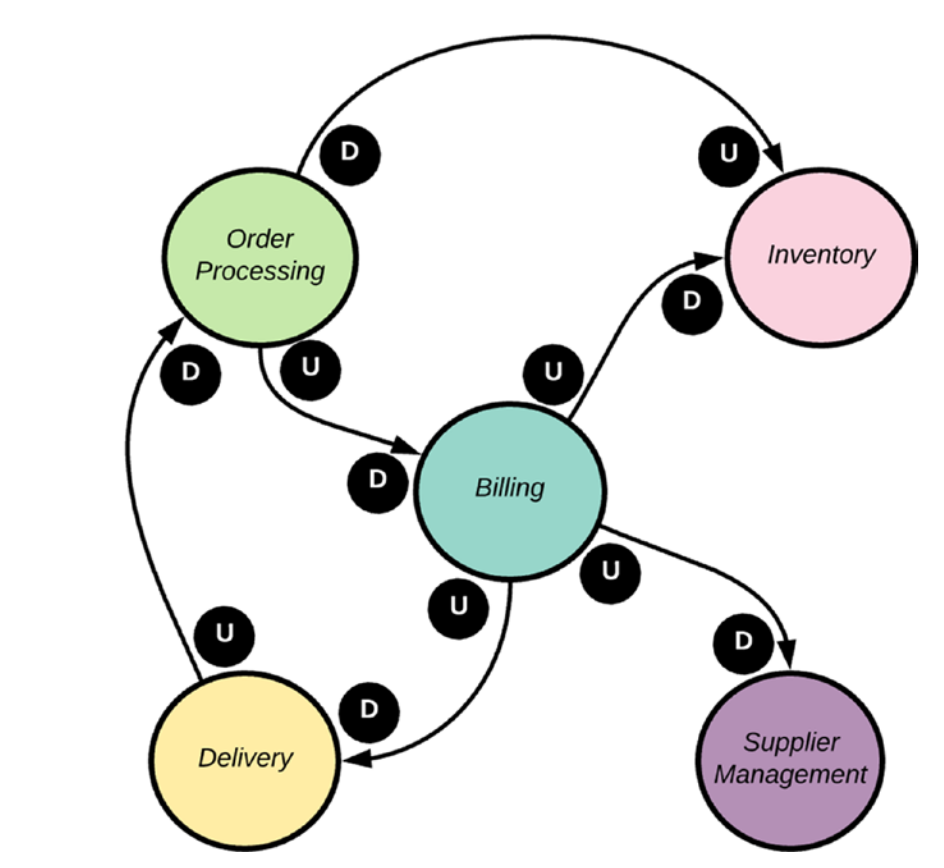 D
U
Order
Processing
Inventory
D
D
U
U
D
Billing
U
U
U
D
D
Delivery
Supplier
Management